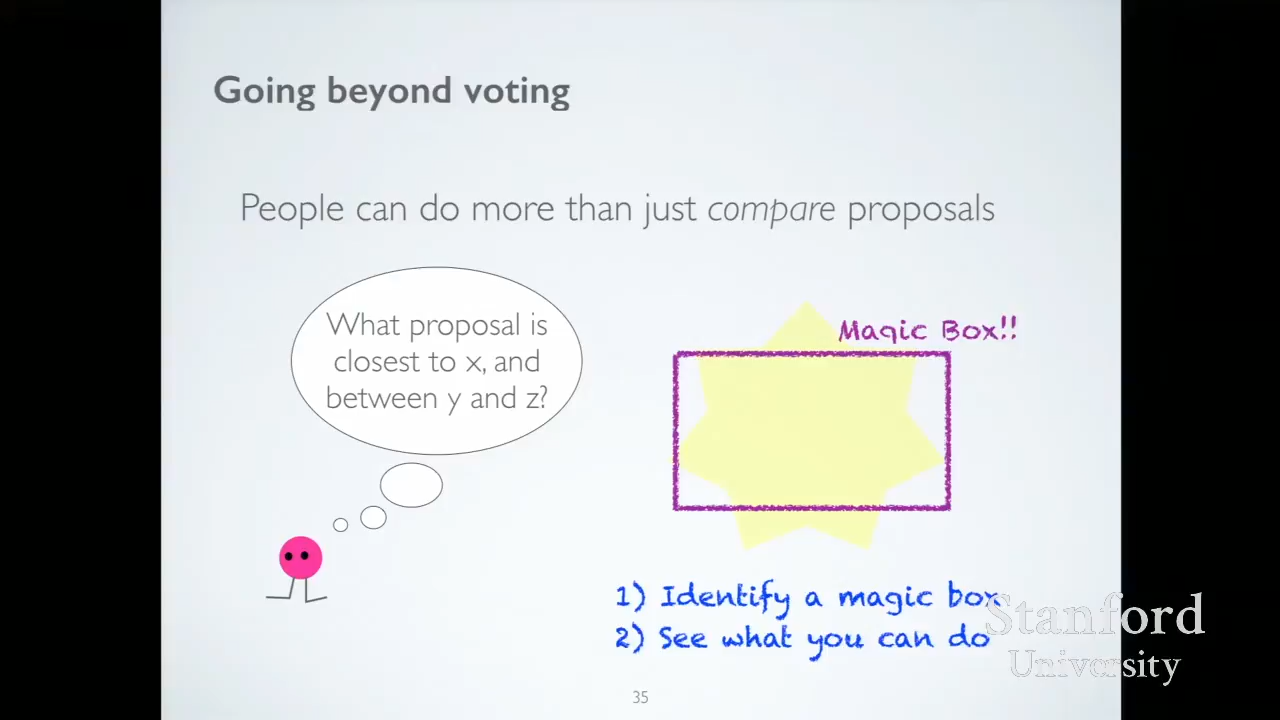 Going beyond voting
People can do more than just compare proposals
What proposal is
closest to x, and
between y and z?
Magic Box!!
1) Identify a magic box
2) See what you can do
Stanford
University
35